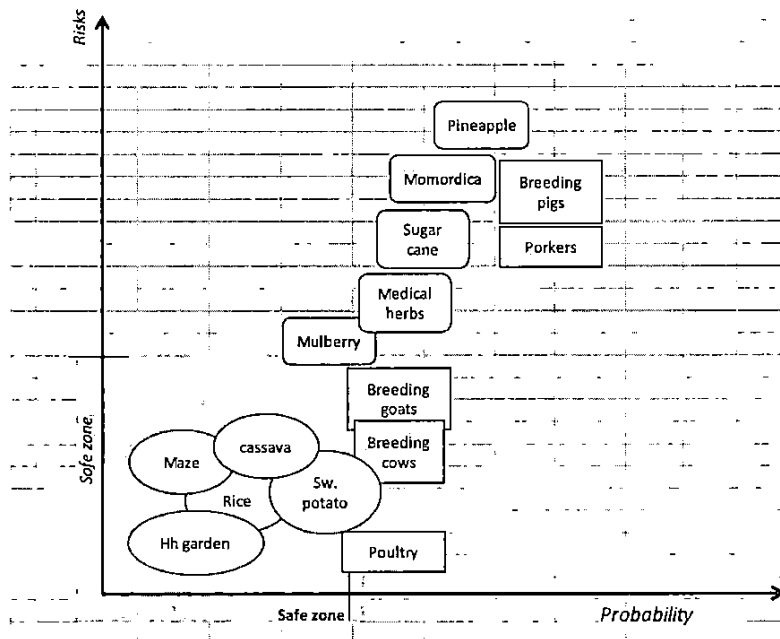 Risks
Pineapple
Momordica
Breeding
pigs
Sugar
cane
Porkers
Medical
herbs
Mulberry
Breeding
goats
Safe zone
Maze
cassava
Breeding
cows
Rice
Sw.
potato
Hh garden
Poultry
Safe zone
Probability